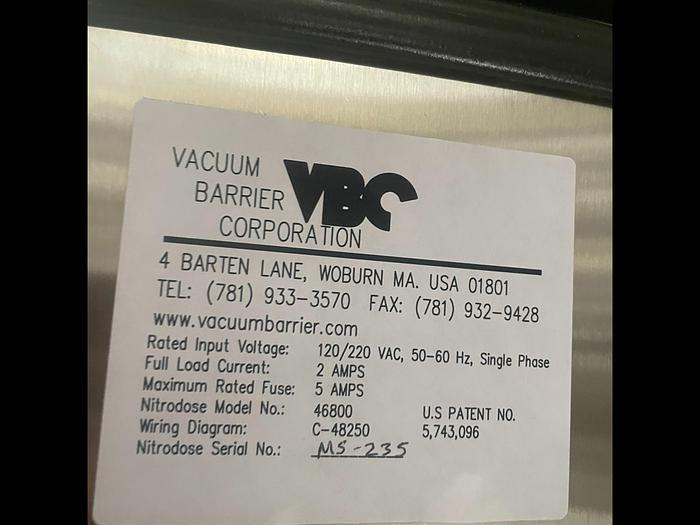 VACUUM
BARRIER
CORPORATION
VBC
4 BARTEN LANE, WOBURN MA. USA 01801
TEL: (781) 933-3570 FAX: (781) 932-9428
www.vacuumbarrier.com
Rated Input Voltage: 120/220 VAC, 50-60 Hz, Single Phase
Full Load Current: 2 AMPS
Maximum Rated Fuse: 5 AMPS
Nitrodose Model No.: 46800 U.S PATENT NO.
Wiring Diagram: C-48250 5,743,096
Nitrodose Serial No.: MS-235